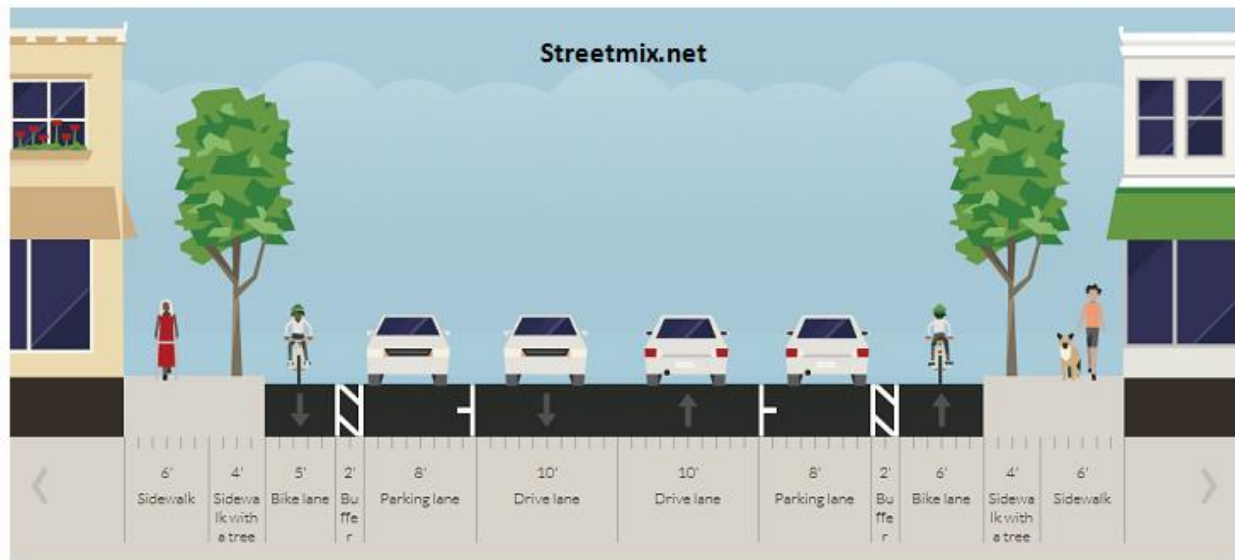 Streetmix.net
6' 4' 5' 2' 8' 10' 10' 8' 2' 6' 4' 6'
Sidewalk Sidewa Bike lane Bu Parking lane Drive lane Drive lane Parking lane Bu Bike lane Sidewa Sidewalk
lk with ffe ffe lk with
a tree r r a tree